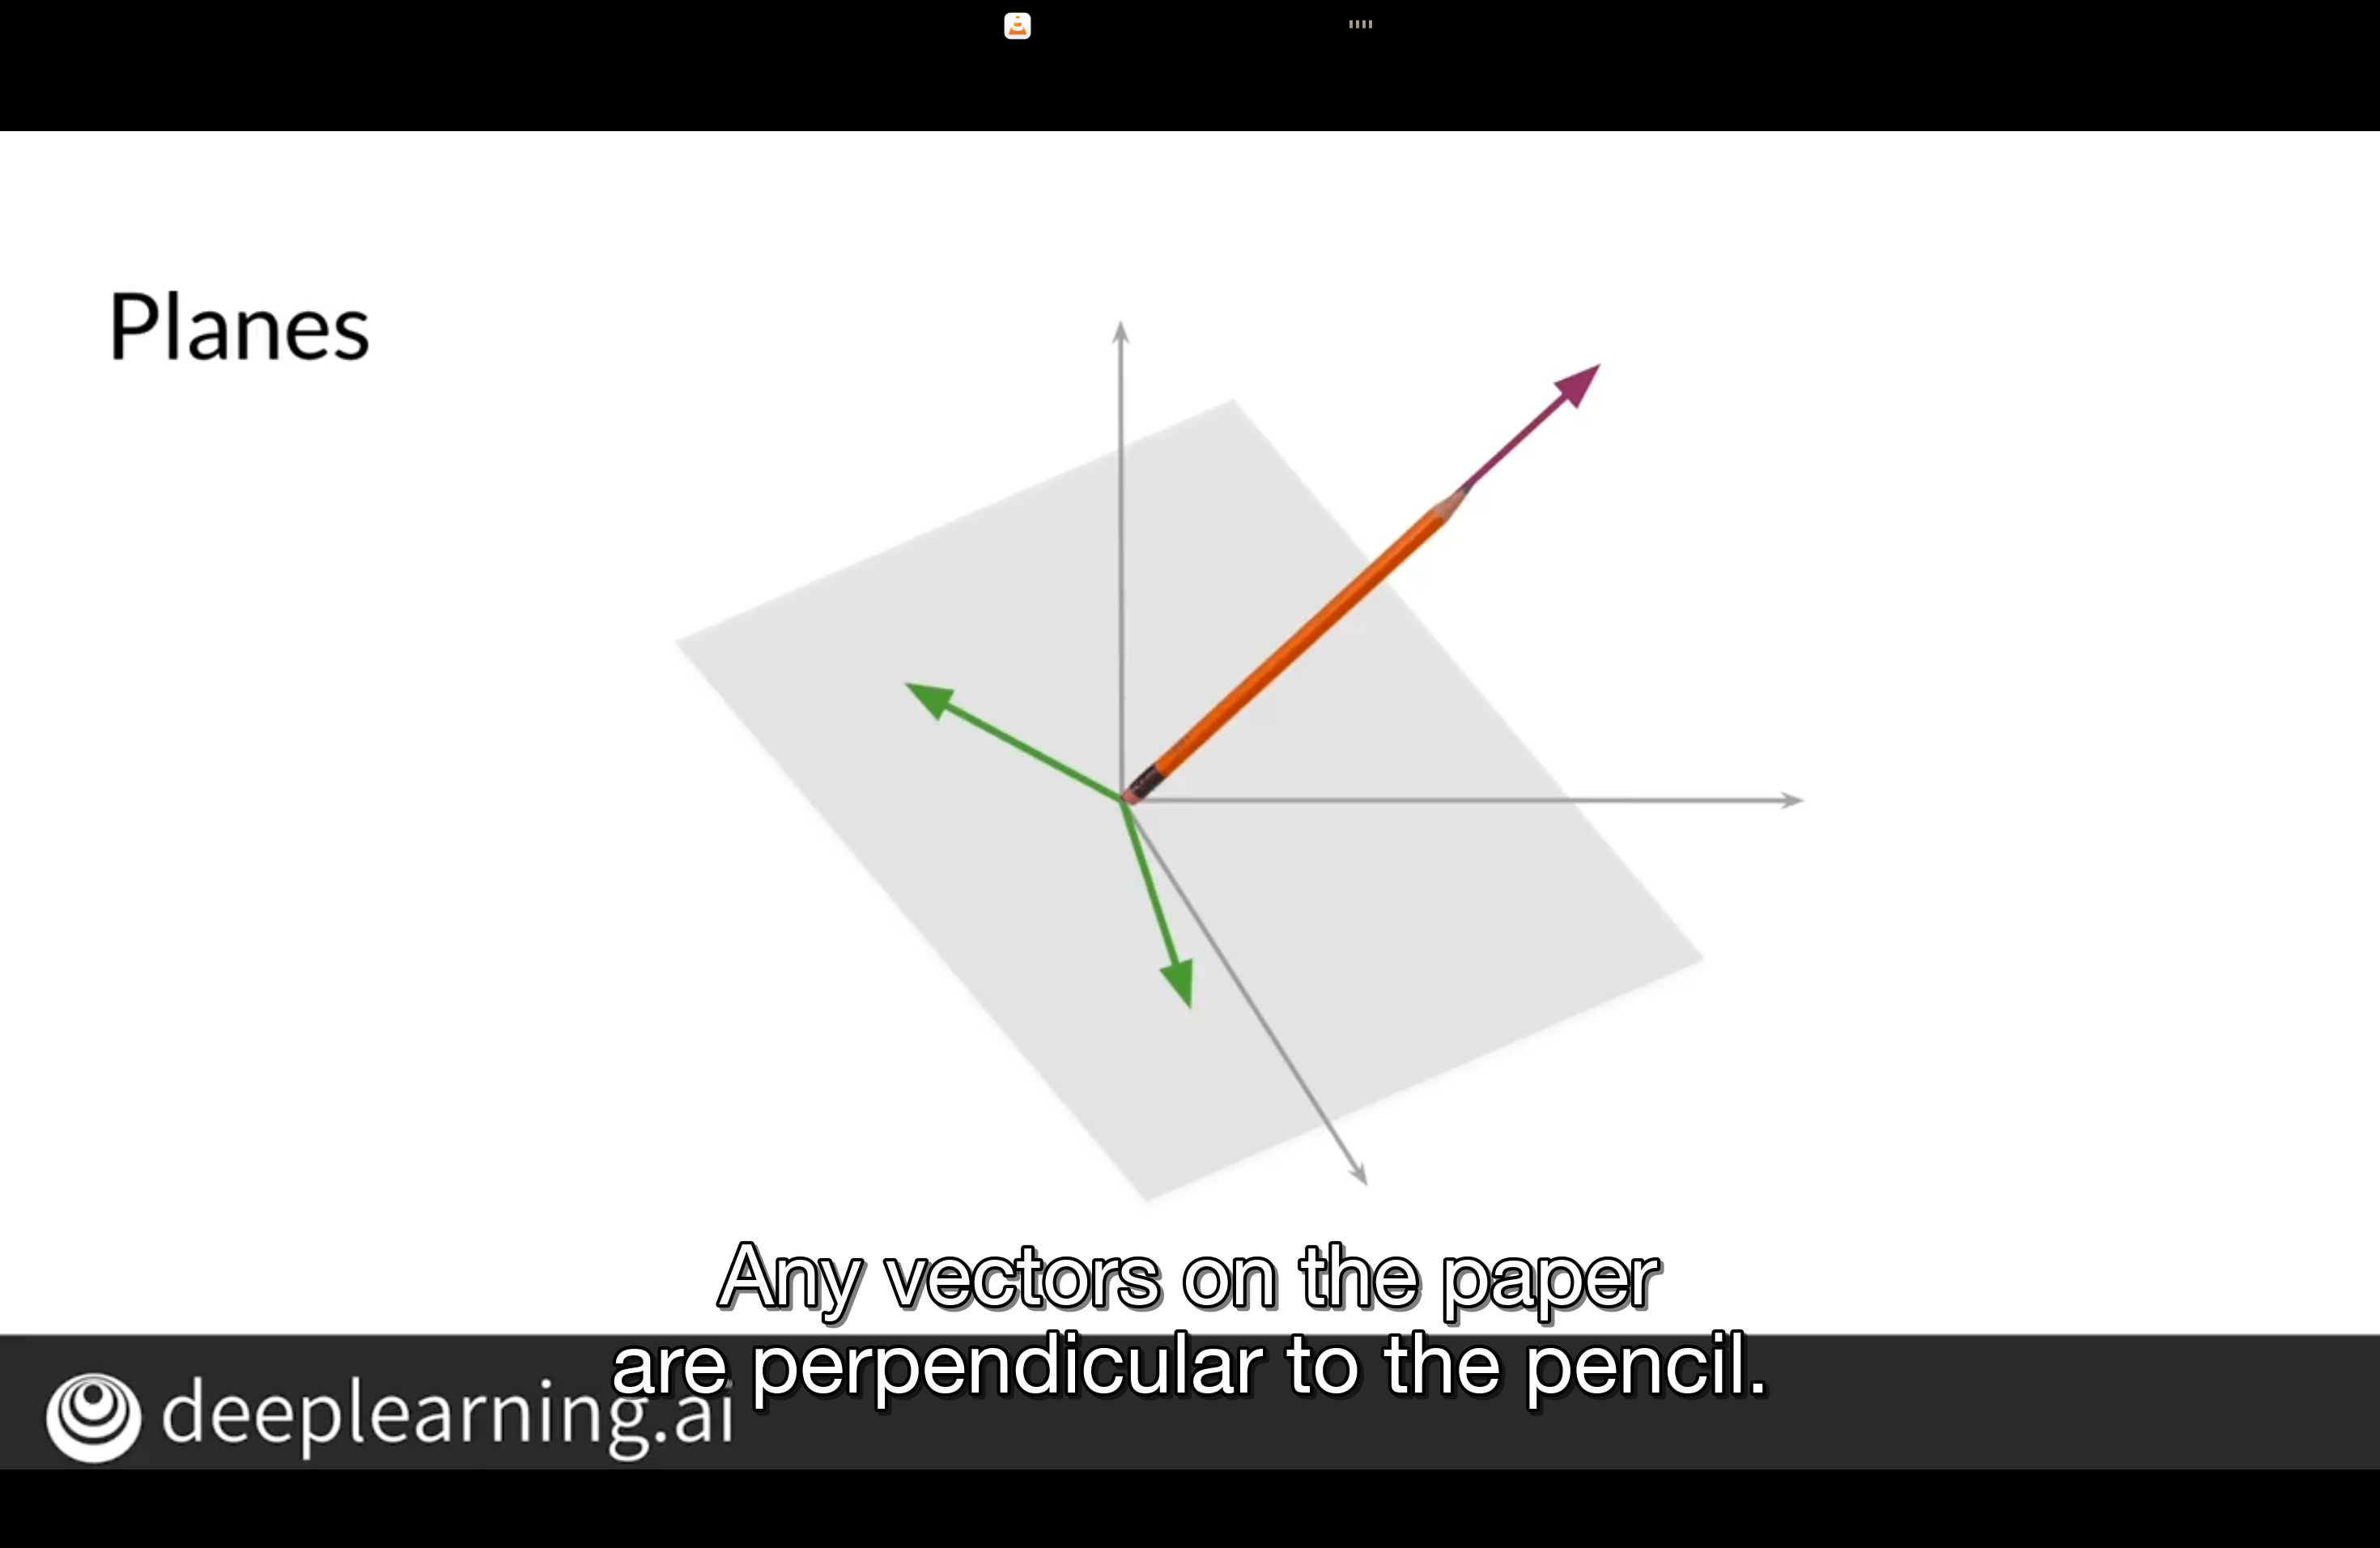 Planes
Any vectors on the paper
are perpendicular to the pencil.
deeplearning.ai